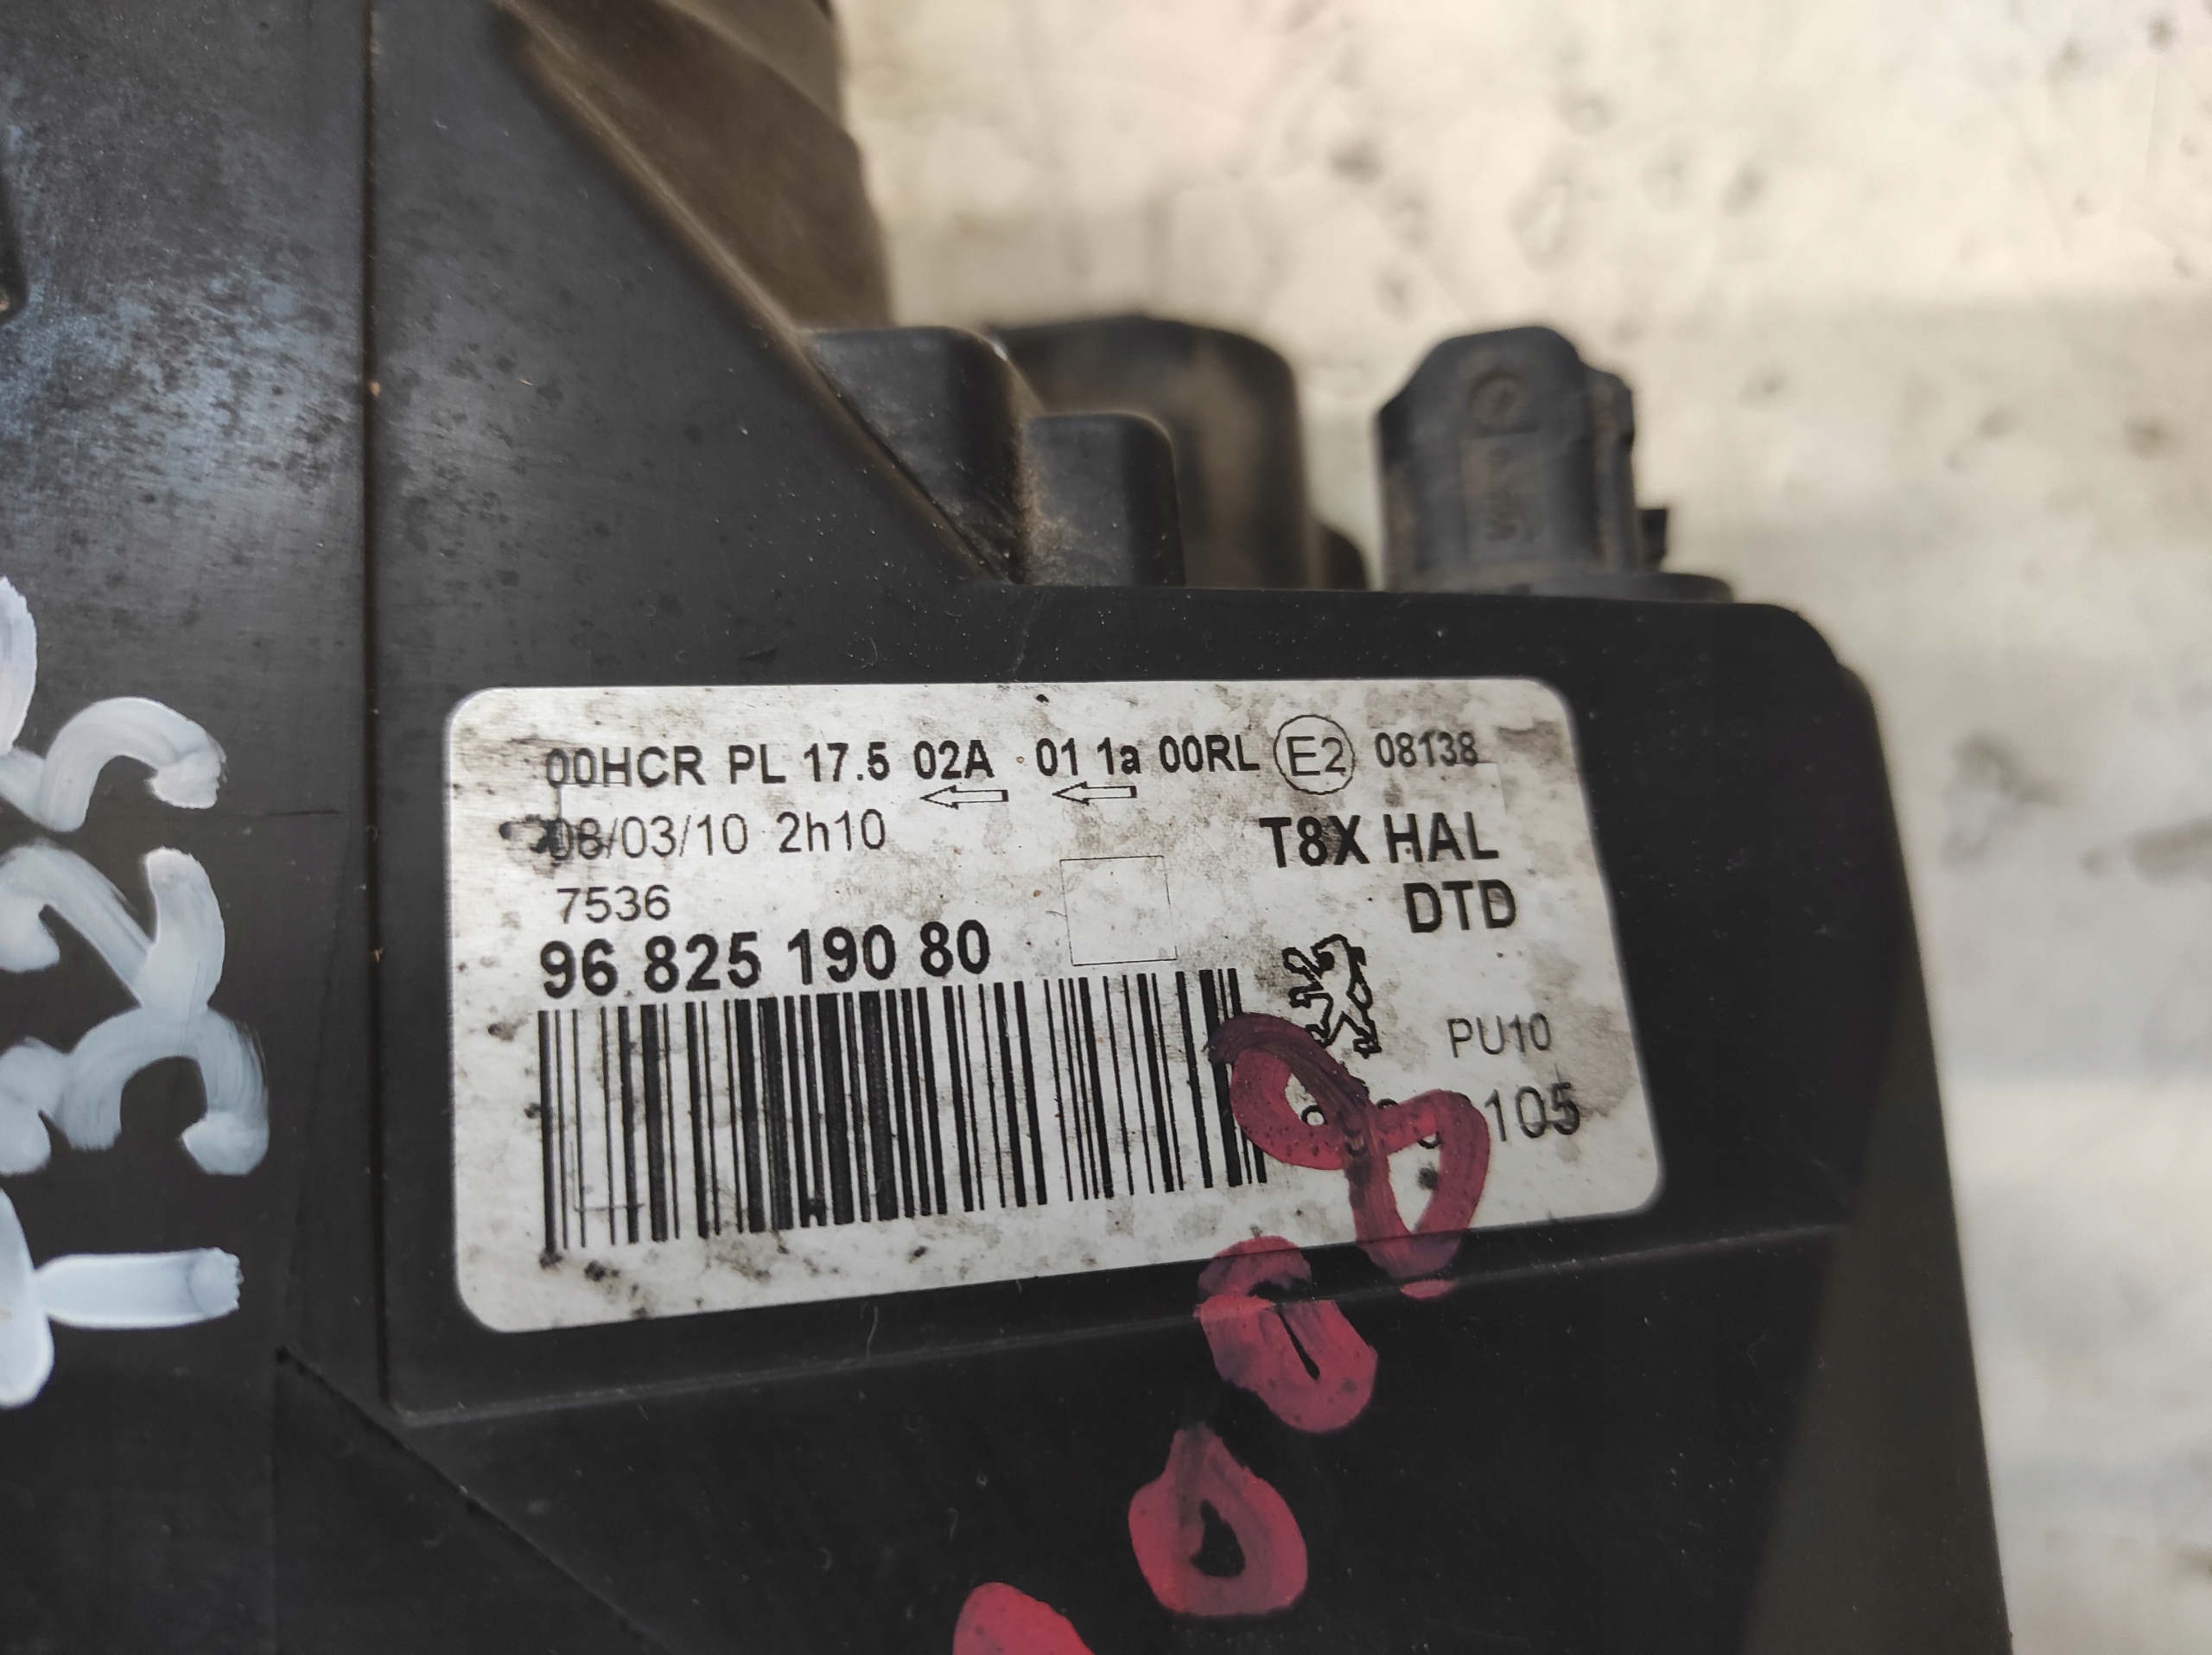 00HCR PL 17.5 02A 01 1a 00RL E2 08138
08/03/10 2h10
T8X HAL
7536
DTD
96 825 190 80
PU10
105